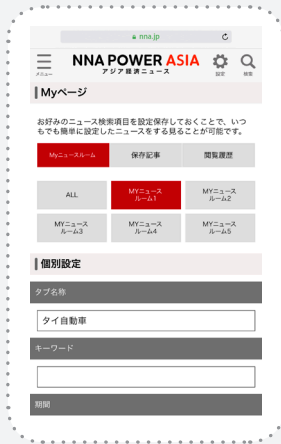 nna.jp
メニュー
NNA POWER ASIA
アジア経済ニュース
設定
検索
Myページ
お好みのニュース検索項目を設定保存しておくことで、いつ
もでも簡単に設定したニュースをする見ることが可能です。
Myニュースルーム
保存記事
閲覧履歴
ALL
MYニュース
ルーム1
MYニュース
ルーム2
MYニュース
ルーム3
MYニュース
ルーム4
MYニュース
ルーム5
個別設定
タブ名称
タイ自動車
キーワード
期間